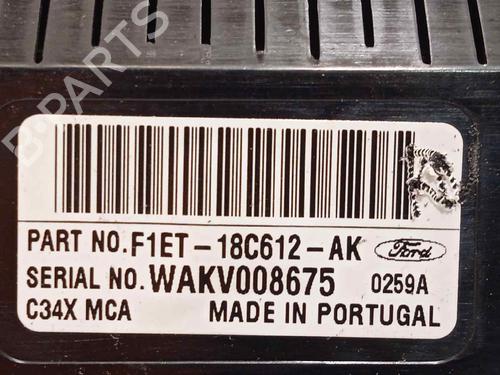 B-PARTS
PART NO.F1ET-18C612-AK Ford
SERIAL NO.WAKV008675 0259A
C34X MCA MADE IN PORTUGAL